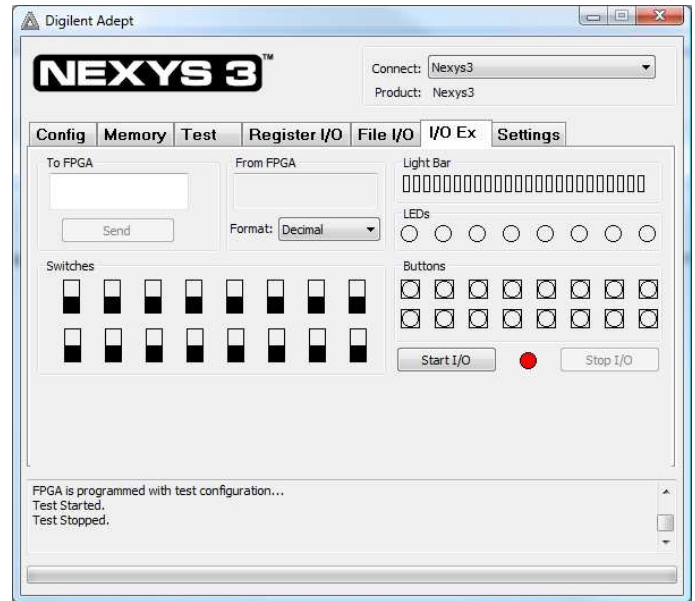 Digilent Adept
NEXYS 3™
Connect: Nexys3
Product: Nexys3
Config Memory Test Register I/O File I/O I/O Ex Settings
To FPGA
From FPGA
Light Bar
Send
Format: Decimal
LEDs
Switches
Buttons
Start I/O
Stop I/O
FPGA is programmed with test configuration...
Test Started.
Test Stopped.